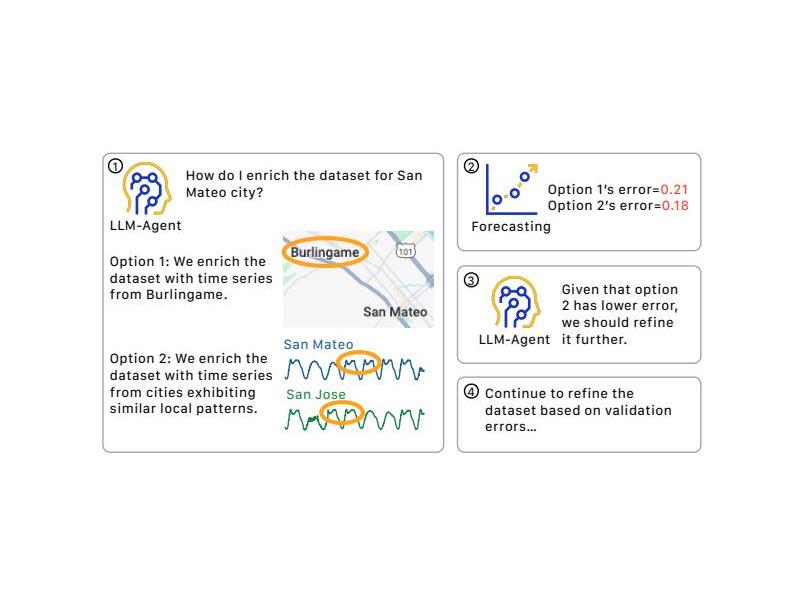 1
How do I enrich the dataset for San
Mateo city?
LLM-Agent
Option 1: We enrich the
dataset with time series
from Burlingame.
Burlingame
101
San Mateo
Option 2: We enrich the
dataset with time series
from cities exhibiting
similar local patterns.
San Mateo
San Jose
2
Option 1's error=0.21
Option 2's error=0.18
Forecasting
3
Given that option
2 has lower error,
we should refine
it further.
LLM-Agent
4
Continue to refine the
dataset based on validation
errors...